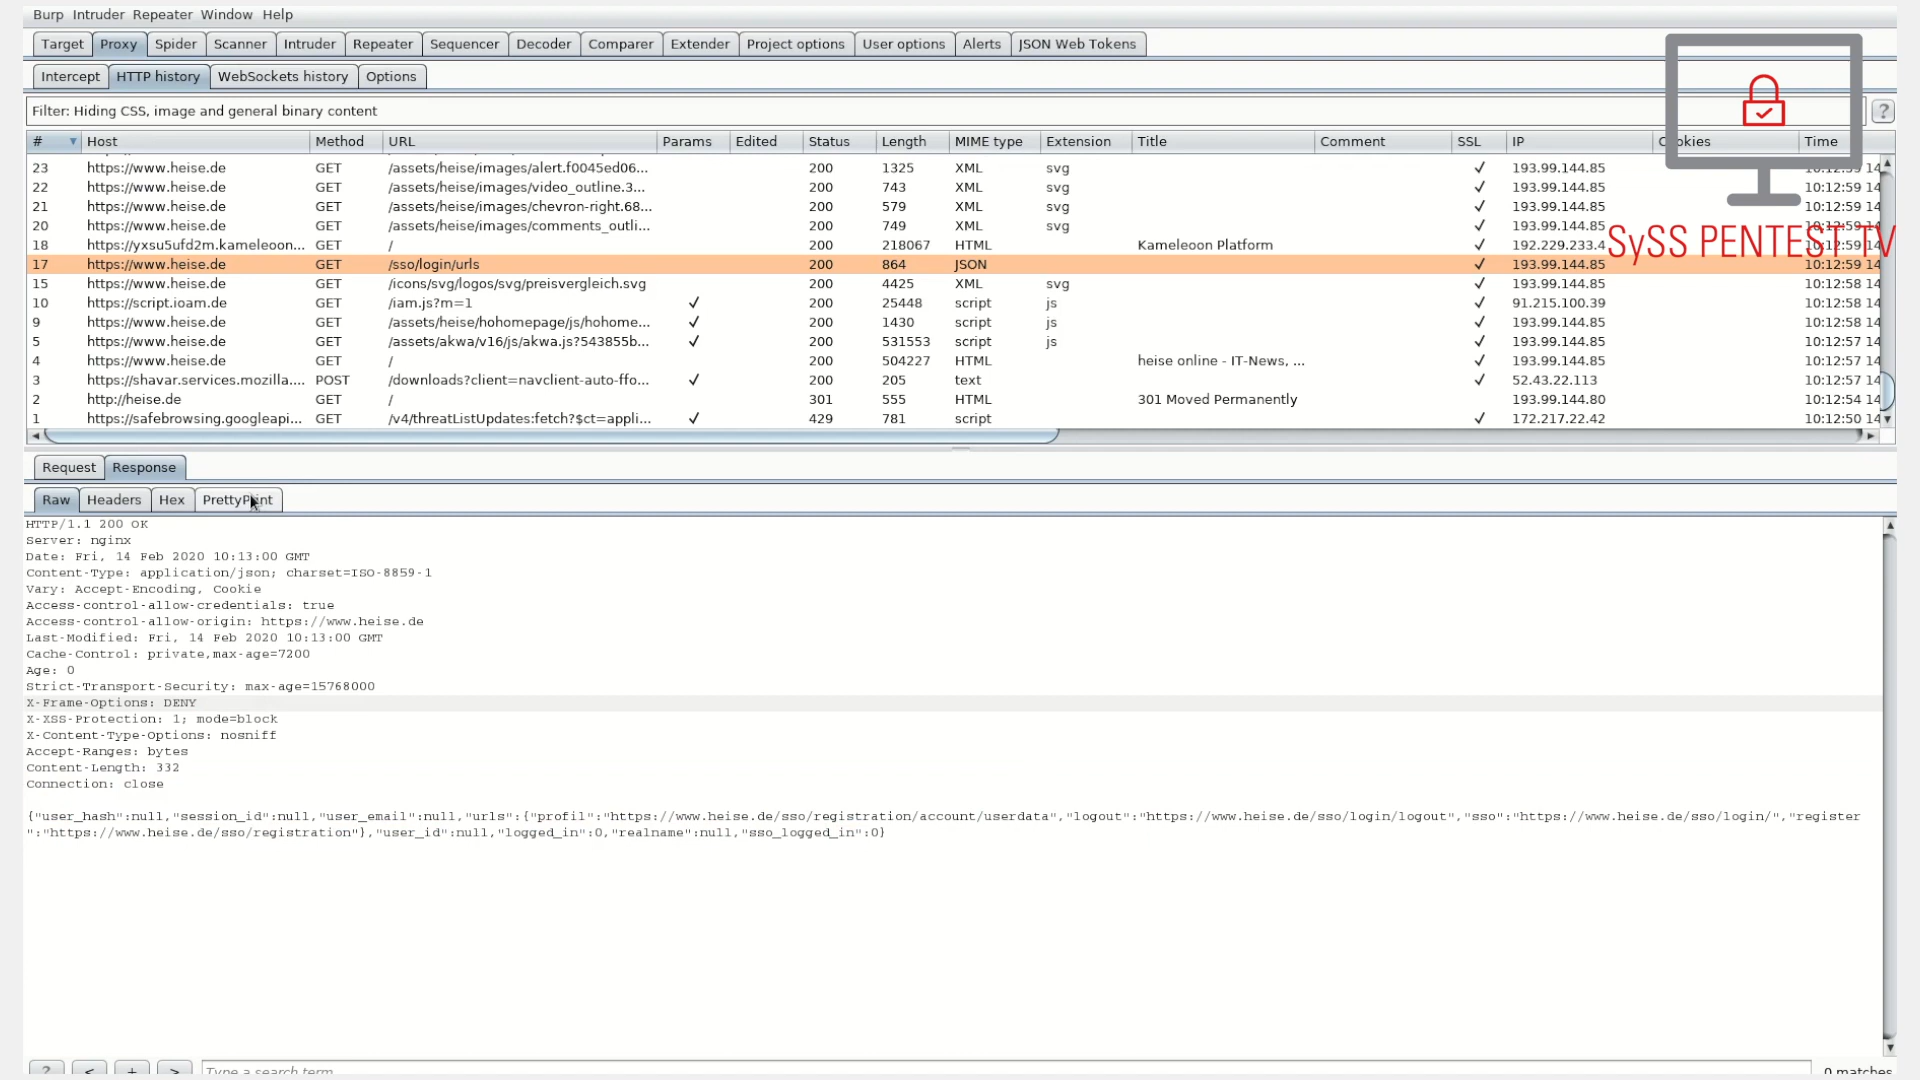 Burp Intruder Repeater Window Help
Target Proxy Spider Scanner Intruder Repeater Sequencer Decoder Comparer Extender Project options User options Alerts JSON Web Tokens
Intercept HTTP history WebSockets history Options
Filter: Hiding CSS, image and general binary content ?
# Host Method URL Params Edited Status Length MIME type Extension Title Comment SSL IP Cookies Time
23 https://www.heise.de GET /assets/heise/images/alert.f0045ed06... 200 1325 XML svg ✓ 193.99.144.85 10:12:59 14
22 https://www.heise.de GET /assets/heise/images/video_outline.3... 200 743 XML svg ✓ 193.99.144.85 10:12:59 14
21 https://www.heise.de GET /assets/heise/images/chevron-right.68... 200 579 XML svg ✓ 193.99.144.85 10:12:59 14
20 https://www.heise.de GET /assets/heise/images/comments_outli... 200 749 XML svg ✓ 193.99.144.85 10:12:59 14
18 https://yxsu5ufd2m.kameleoon... GET / 200 218067 HTML Kameleoon Platform ✓ 192.229.233.4 10:12:59 14
SySS PENTEST TV
17 https://www.heise.de GET /sso/login/urls 200 864 JSON ✓ 193.99.144.85 10:12:59 14
15 https://www.heise.de GET /icons/svg/logos/svg/preisvergleich.svg 200 4425 XML svg ✓ 193.99.144.85 10:12:58 14
10 https://script.ioam.de GET /iam.js?m=1 ✓ 200 25448 script js ✓ 91.215.100.39 10:12:58 14
9 https://www.heise.de GET /assets/heise/hohomepage/js/hohome... ✓ 200 1430 script js ✓ 193.99.144.85 10:12:58 14
5 https://www.heise.de GET /assets/akwa/v16/js/akwa.js?543855b... ✓ 200 531553 script js ✓ 193.99.144.85 10:12:57 14
4 https://www.heise.de GET / 200 504227 HTML heise online - IT-News, ... ✓ 193.99.144.85 10:12:57 14
3 https://shavar.services.mozilla.... POST /downloads?client=navclient-auto-ffo... ✓ 200 205 text ✓ 52.43.22.113 10:12:57 14
2 http://heise.de GET / 301 555 HTML 301 Moved Permanently 193.99.144.80 10:12:54 14
1 https://safebrowsing.googleapi... GET /v4/threatListUpdates:fetch?$ct=appli... ✓ 429 781 script ✓ 172.217.22.42 10:12:50 14
Request Response
Raw Headers Hex PrettyPrint
HTTP/1.1 200 OK
Server: nginx
Date: Fri, 14 Feb 2020 10:13:00 GMT
Content-Type: application/json; charset=ISO-8859-1
Vary: Accept-Encoding, Cookie
Access-control-allow-credentials: true
Access-control-allow-origin: https://www.heise.de
Last-Modified: Fri, 14 Feb 2020 10:13:00 GMT
Cache-Control: private,max-age=7200
Age: 0
Strict-Transport-Security: max-age=15768000
X-Frame-Options: DENY
X-XSS-Protection: 1; mode=block
X-Content-Type-Options: nosniff
Accept-Ranges: bytes
Content-Length: 332
Connection: close
{"user_hash":null,"session_id":null,"user_email":null,"urls":{"profil":"https://www.heise.de/sso/registration/account/userdata","logout":"https://www.heise.de/sso/login/logout","sso":"https://www.heise.de/sso/login/","register
":"https://www.heise.de/sso/registration"},"user_id":null,"logged_in":0,"realname":null,"sso_logged_in":0}
? < + > Type a search term 0 matches